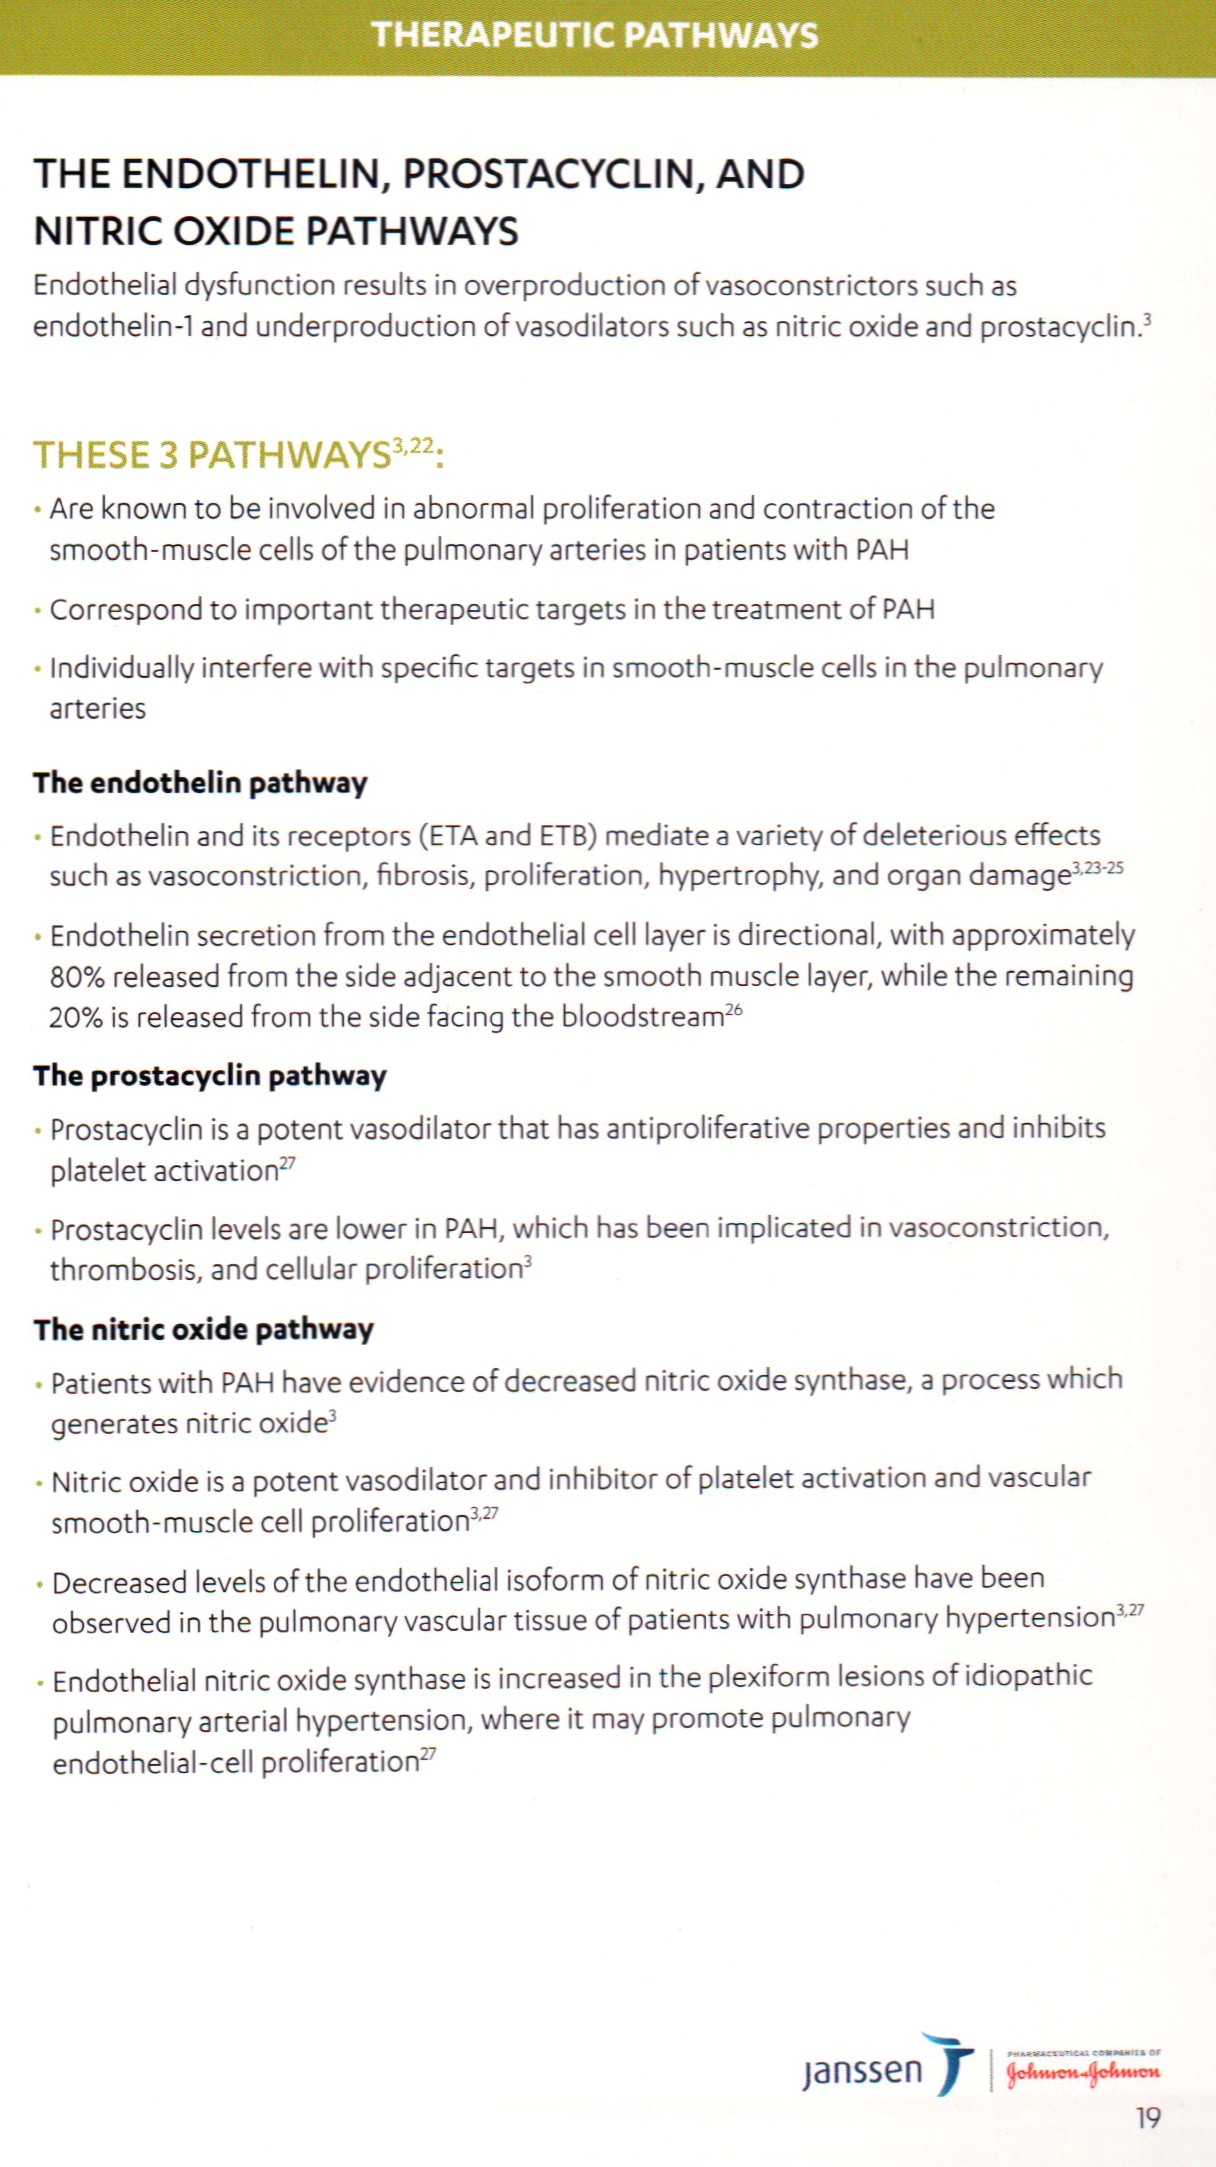 THERAPEUTIC PATHWAYS
THE ENDOTHELIN, PROSTACYCLIN, AND
NITRIC OXIDE PATHWAYS
Endothelial dysfunction results in overproduction of vasoconstrictors such as
endothelin-1 and underproduction of vasodilators such as nitric oxide and prostacyclin.3
THESE 3 PATHWAYS3,22:
• Are known to be involved in abnormal proliferation and contraction of the
smooth-muscle cells of the pulmonary arteries in patients with PAH
• Correspond to important therapeutic targets in the treatment of PAH
• Individually interfere with specific targets in smooth-muscle cells in the pulmonary
arteries
The endothelin pathway
• Endothelin and its receptors (ETA and ETB) mediate a variety of deleterious effects
such as vasoconstriction, fibrosis, proliferation, hypertrophy, and organ damage3,23-25
• Endothelin secretion from the endothelial cell layer is directional, with approximately
80% released from the side adjacent to the smooth muscle layer, while the remaining
20% is released from the side facing the bloodstream26
The prostacyclin pathway
• Prostacyclin is a potent vasodilator that has antiproliferative properties and inhibits
platelet activation27
• Prostacyclin levels are lower in PAH, which has been implicated in vasoconstriction,
thrombosis, and cellular proliferation3
The nitric oxide pathway
• Patients with PAH have evidence of decreased nitric oxide synthase, a process which
generates nitric oxide3
• Nitric oxide is a potent vasodilator and inhibitor of platelet activation and vascular
smooth-muscle cell proliferation3,27
• Decreased levels of the endothelial isoform of nitric oxide synthase have been
observed in the pulmonary vascular tissue of patients with pulmonary hypertension3,27
• Endothelial nitric oxide synthase is increased in the plexiform lesions of idiopathic
pulmonary arterial hypertension, where it may promote pulmonary
endothelial-cell proliferation27
janssen
PHARMACEUTICAL COMPANIES OF
Johnson & Johnson
19